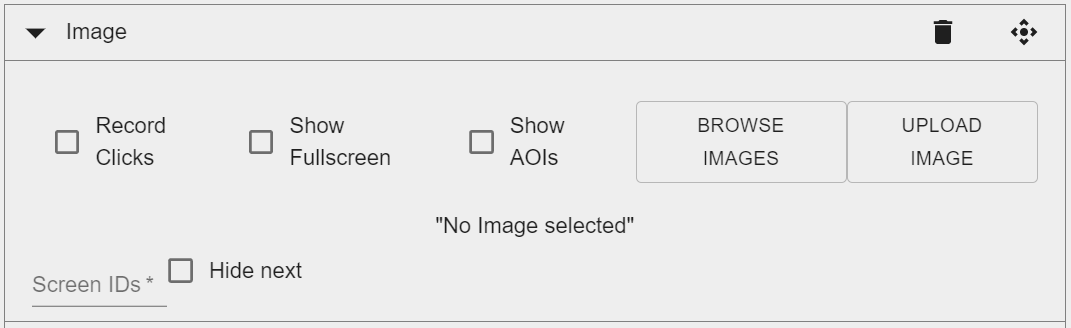 Image
Record
Clicks
Show
Fullscreen
Show
AOIs
BROWSE
IMAGES
UPLOAD
IMAGE
"No Image selected"
Screen IDs *
Hide next